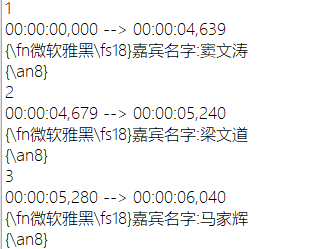 1
00:00:00,000 --> 00:00:04,639
{\fn微软雅黑\fs18}嘉宾名字:窦文涛
{\an8}
2
00:00:04,679 --> 00:00:05,240
{\fn微软雅黑\fs18}嘉宾名字:梁文道
{\an8}
3
00:00:05,280 --> 00:00:06,040
{\fn微软雅黑\fs18}嘉宾名字:马家辉
{\an8}